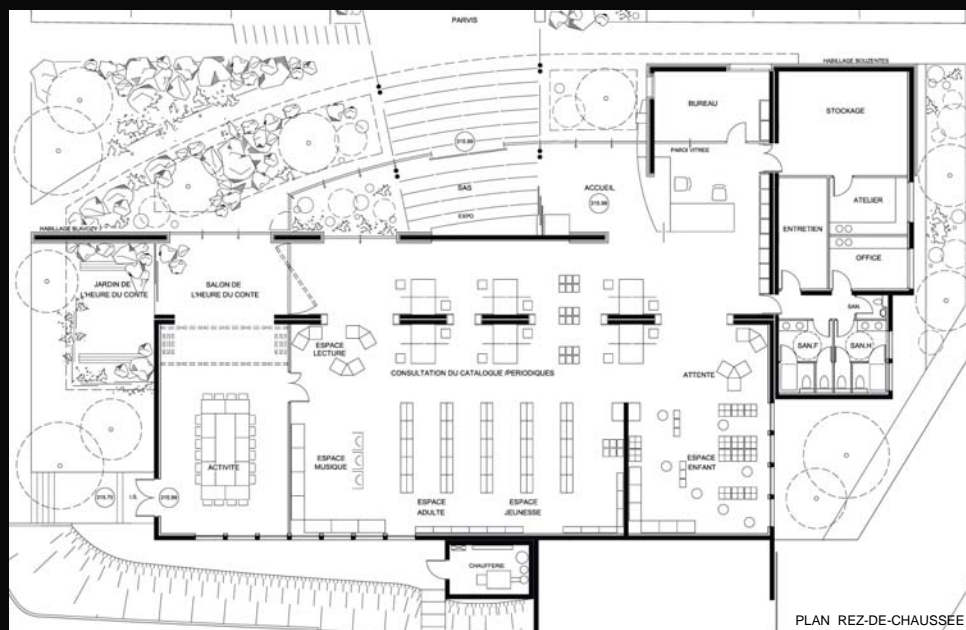 PARVIS
HABILLAGE BOUZENTES
BUREAU
STOCKAGE
315.86
PAROI VITREE
SAS
ACCUEIL
315.86
EXPO
ATELIER
ENTRETIEN
HABILLAGE BLAVOZY
OFFICE
JARDIN DE
L'HEURE DU CONTE
SALON DE
L'HEURE DU CONTE
SAN.
ESPACE
LECTURE
SAN.F
SAN.H
CONSULTATION DU CATALOGUE /PERIODIQUES
ATTENTE
ACTIVITE
ESPACE
MUSIQUE
ESPACE
ENFANT
315.70
I.S.
315.86
ESPACE
ADULTE
ESPACE
JEUNESSE
CHAUFFERIE
PLAN REZ-DE-CHAUSSEE